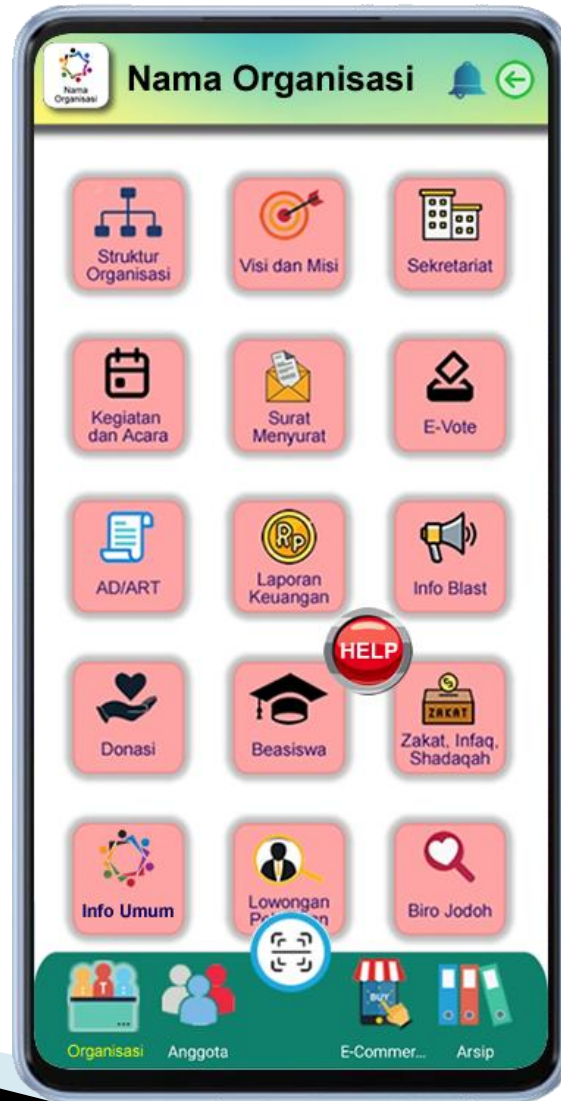 Nama
Organisasi
Nama Organisasi
Struktur
Organisasi
Visi dan Misi
Sekretariat
Kegiatan
dan Acara
Surat
Menyurat
E-Vote
AD/ART
Rp
Laporan
Keuangan
Info Blast
HELP
Donasi
Beasiswa
ZAKAT
Zakat, Infaq,
Shadaqah
Info Umum
Lowongan
Biro Jodoh
T
BUY
Organisasi
Anggota
E-Commer...
Arsip